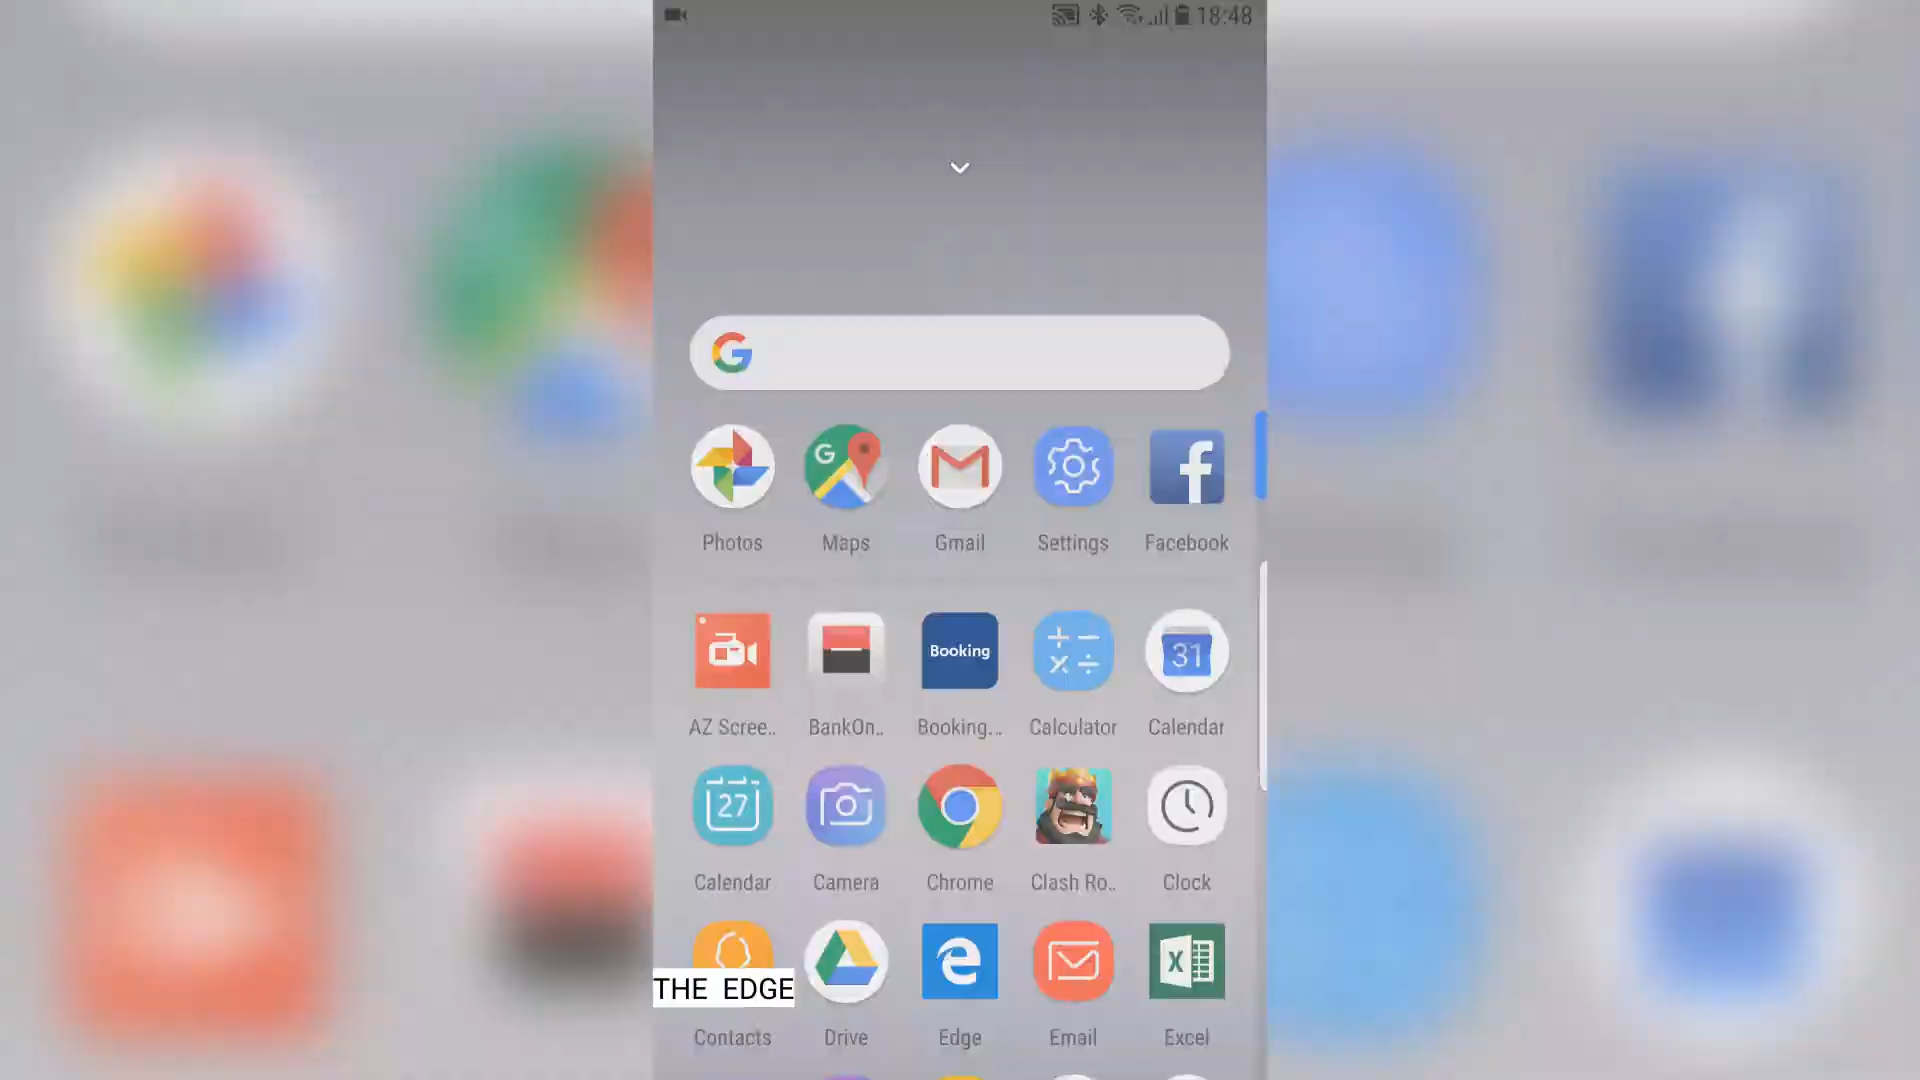 18:48
Photos
Maps
Gmail
Settings
Facebook
Booking
31
AZ Scree..
BankOn..
Booking...
Calculator
Calendar
27
Calendar
Camera
Chrome
Clash Ro..
Clock
THE EDGE
Contacts
Drive
Edge
Email
Excel